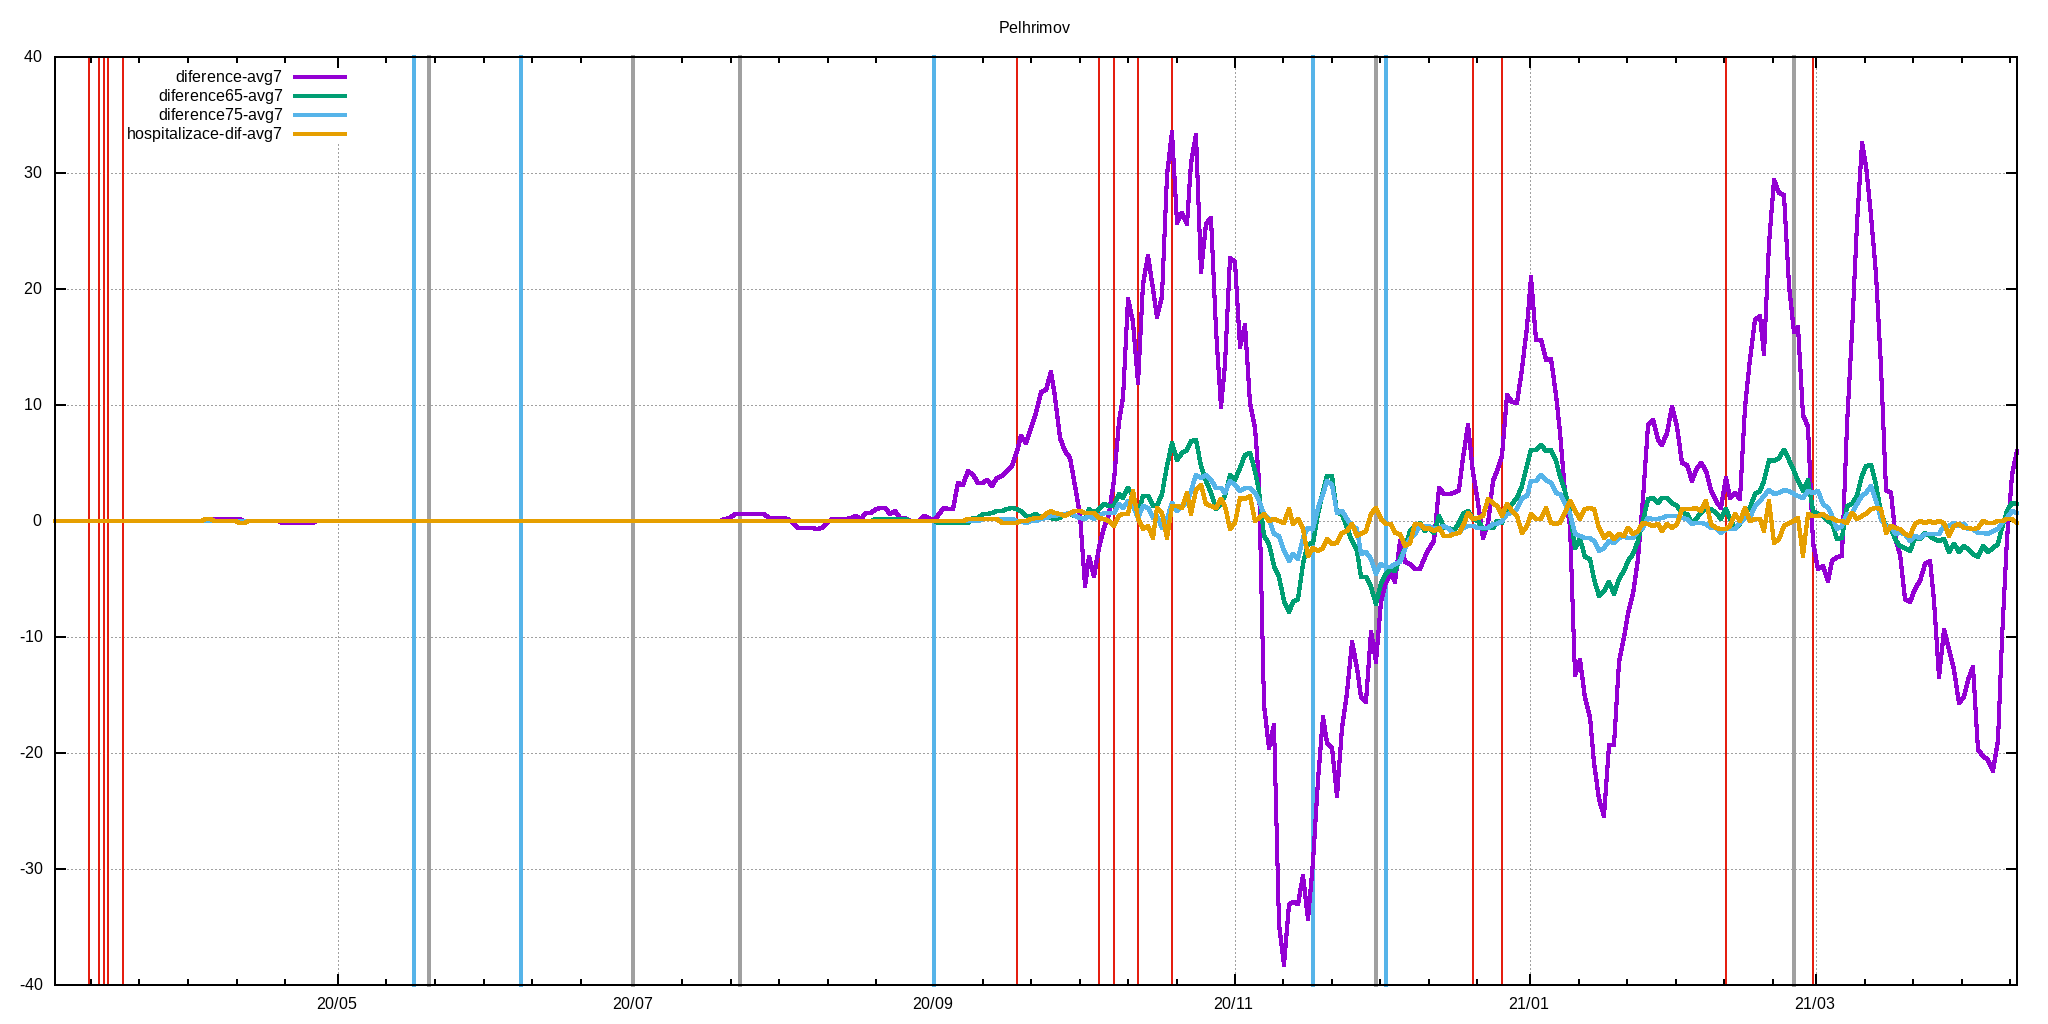 Pelhrimov
40
30
20
10
0
-10
-20
-30
-40
diference-avg7
diference65-avg7
diference75-avg7
hospitalizace-dif-avg7
20/05 20/07 20/09 20/11 21/01 21/03